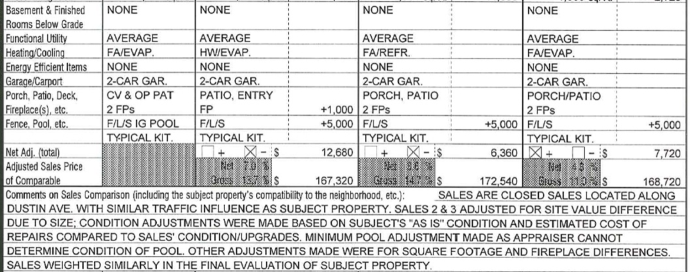 Basement & Finished NONE NONE NONE NONE
Rooms Below Grade
Functional Utility AVERAGE AVERAGE AVERAGE AVERAGE
Heating/Cooling FA/EVAP. HW/EVAP. FA/REFR. FA/EVAP.
Energy Efficient Items NONE NONE NONE NONE
Garage/Carport 2-CAR GAR. 2-CAR GAR. 2-CAR GAR. 2-CAR GAR.
Porch, Patio, Deck, CV & OP PAT PATIO, ENTRY PORCH, PATIO PORCH/PATIO
Fireplace(s), etc. 2 FPs FP +1,000 2 FPs 2 FPs
Fence, Pool, etc. F/L/S IG POOL F/L/S +5,000 F/L/S +5,000 F/L/S +5,000
TYPICAL KIT. TYPICAL KIT. TYPICAL KIT. TYPICAL KIT.
Net Adj. (total) + X - $ 12,680 + X - $ 6,360 X + - $ 7,720
Adjusted Sales Price Net 7.0 % Net % Net 4.8 %
of Comparable Gross 13.7 % $ 167,320 Gross 14.7 % $ 172,540 Gross 11.0 % $ 168,720
Comments on Sales Comparison (including the subject property's compatibility to the neighborhood, etc.): SALES ARE CLOSED SALES LOCATED ALONG
DUSTIN AVE. WITH SIMILAR TRAFFIC INFLUENCE AS SUBJECT PROPERTY. SALES 2 & 3 ADJUSTED FOR SITE VALUE DIFFERENCE
DUE TO SIZE; CONDITION ADJUSTMENTS WERE MADE BASED ON SUBJECT'S "AS IS" CONDITION AND ESTIMATED COST OF
REPAIRS COMPARED TO SALES' CONDITION/UPGRADES. MINIMUM POOL ADJUSTMENT MADE AS APPRAISER CANNOT
DETERMINE CONDITION OF POOL. OTHER ADJUSTMENTS MADE WERE FOR SQUARE FOOTAGE AND FIREPLACE DIFFERENCES.
SALES WEIGHTED SIMILARLY IN THE FINAL EVALUATION OF SUBJECT PROPERTY.